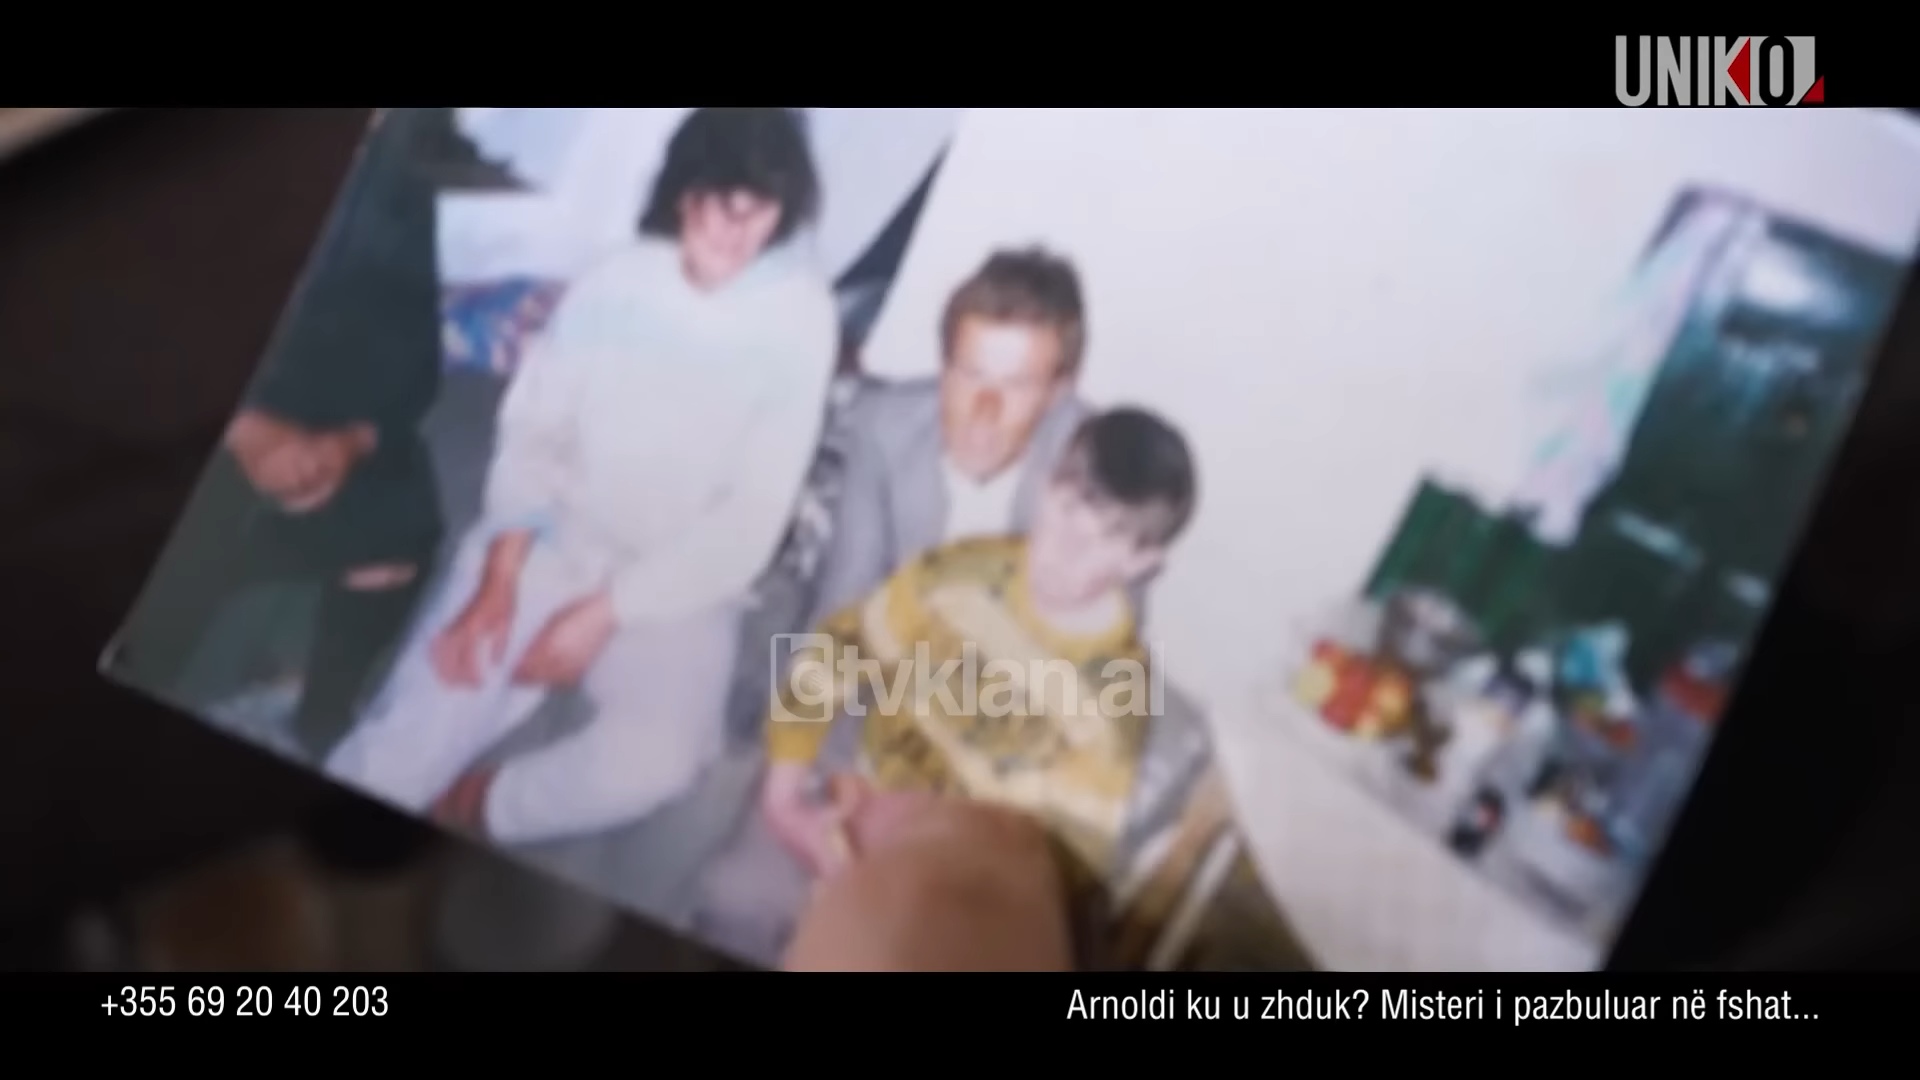 UNIKO
tvklan.al
+355 69 20 40 203
Arnoldi ku u zhduk? Misteri i pazbuluar në fshat...